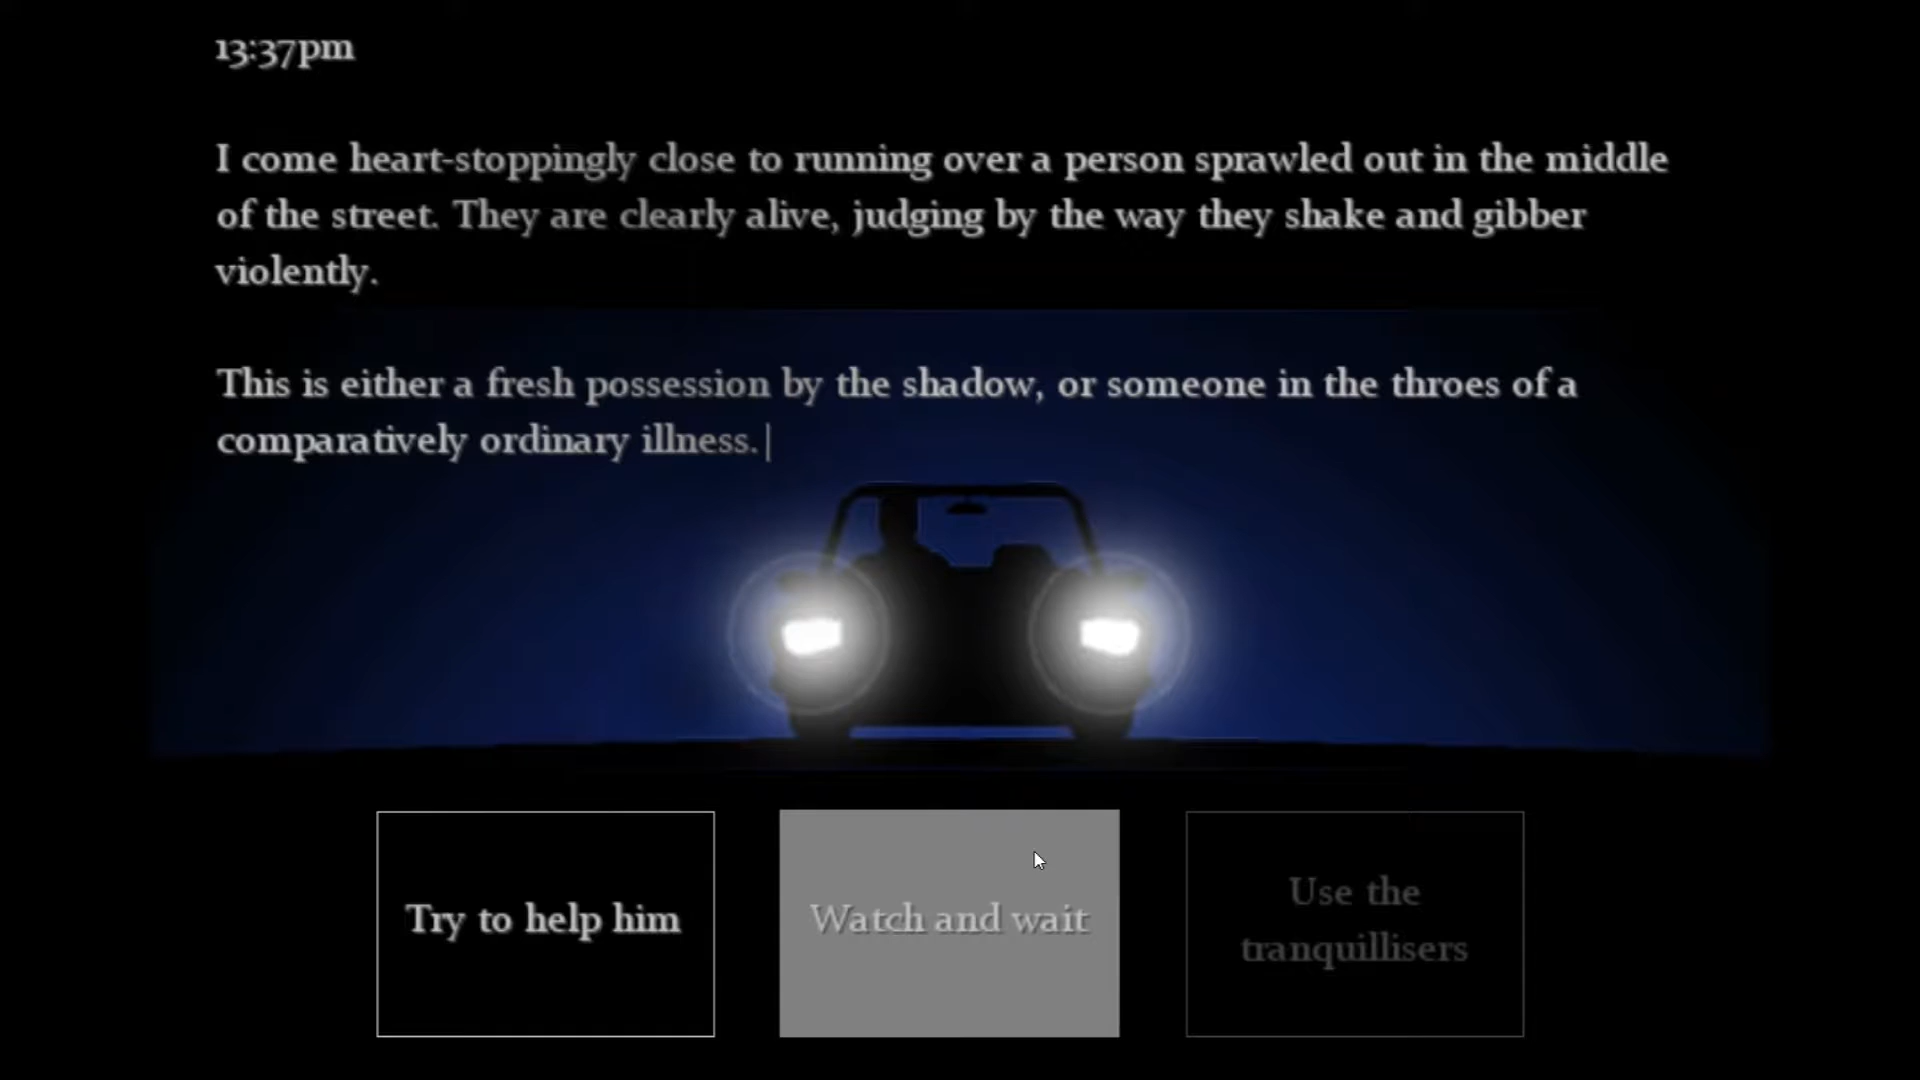 13:37pm
I come heart-stoppingly close to running over a person sprawled out in the middle
of the street. They are clearly alive, judging by the way they shake and gibber
violently.
This is either a fresh possession by the shadow, or someone in the throes of a
comparatively ordinary illness.
Try to help him
Watch and wait
Use the
tranquillisers